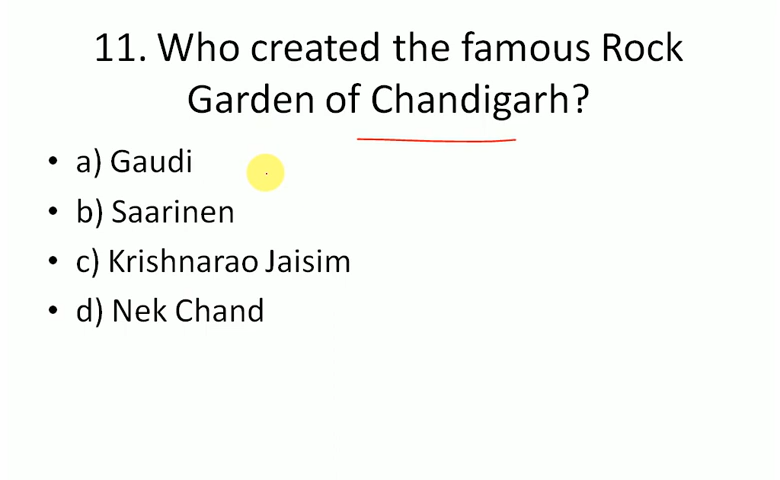 11. Who created the famous Rock
Garden of Chandigarh?
• a) Gaudi
• b) Saarinen
• c) Krishnarao Jaisim
• d) Nek Chand